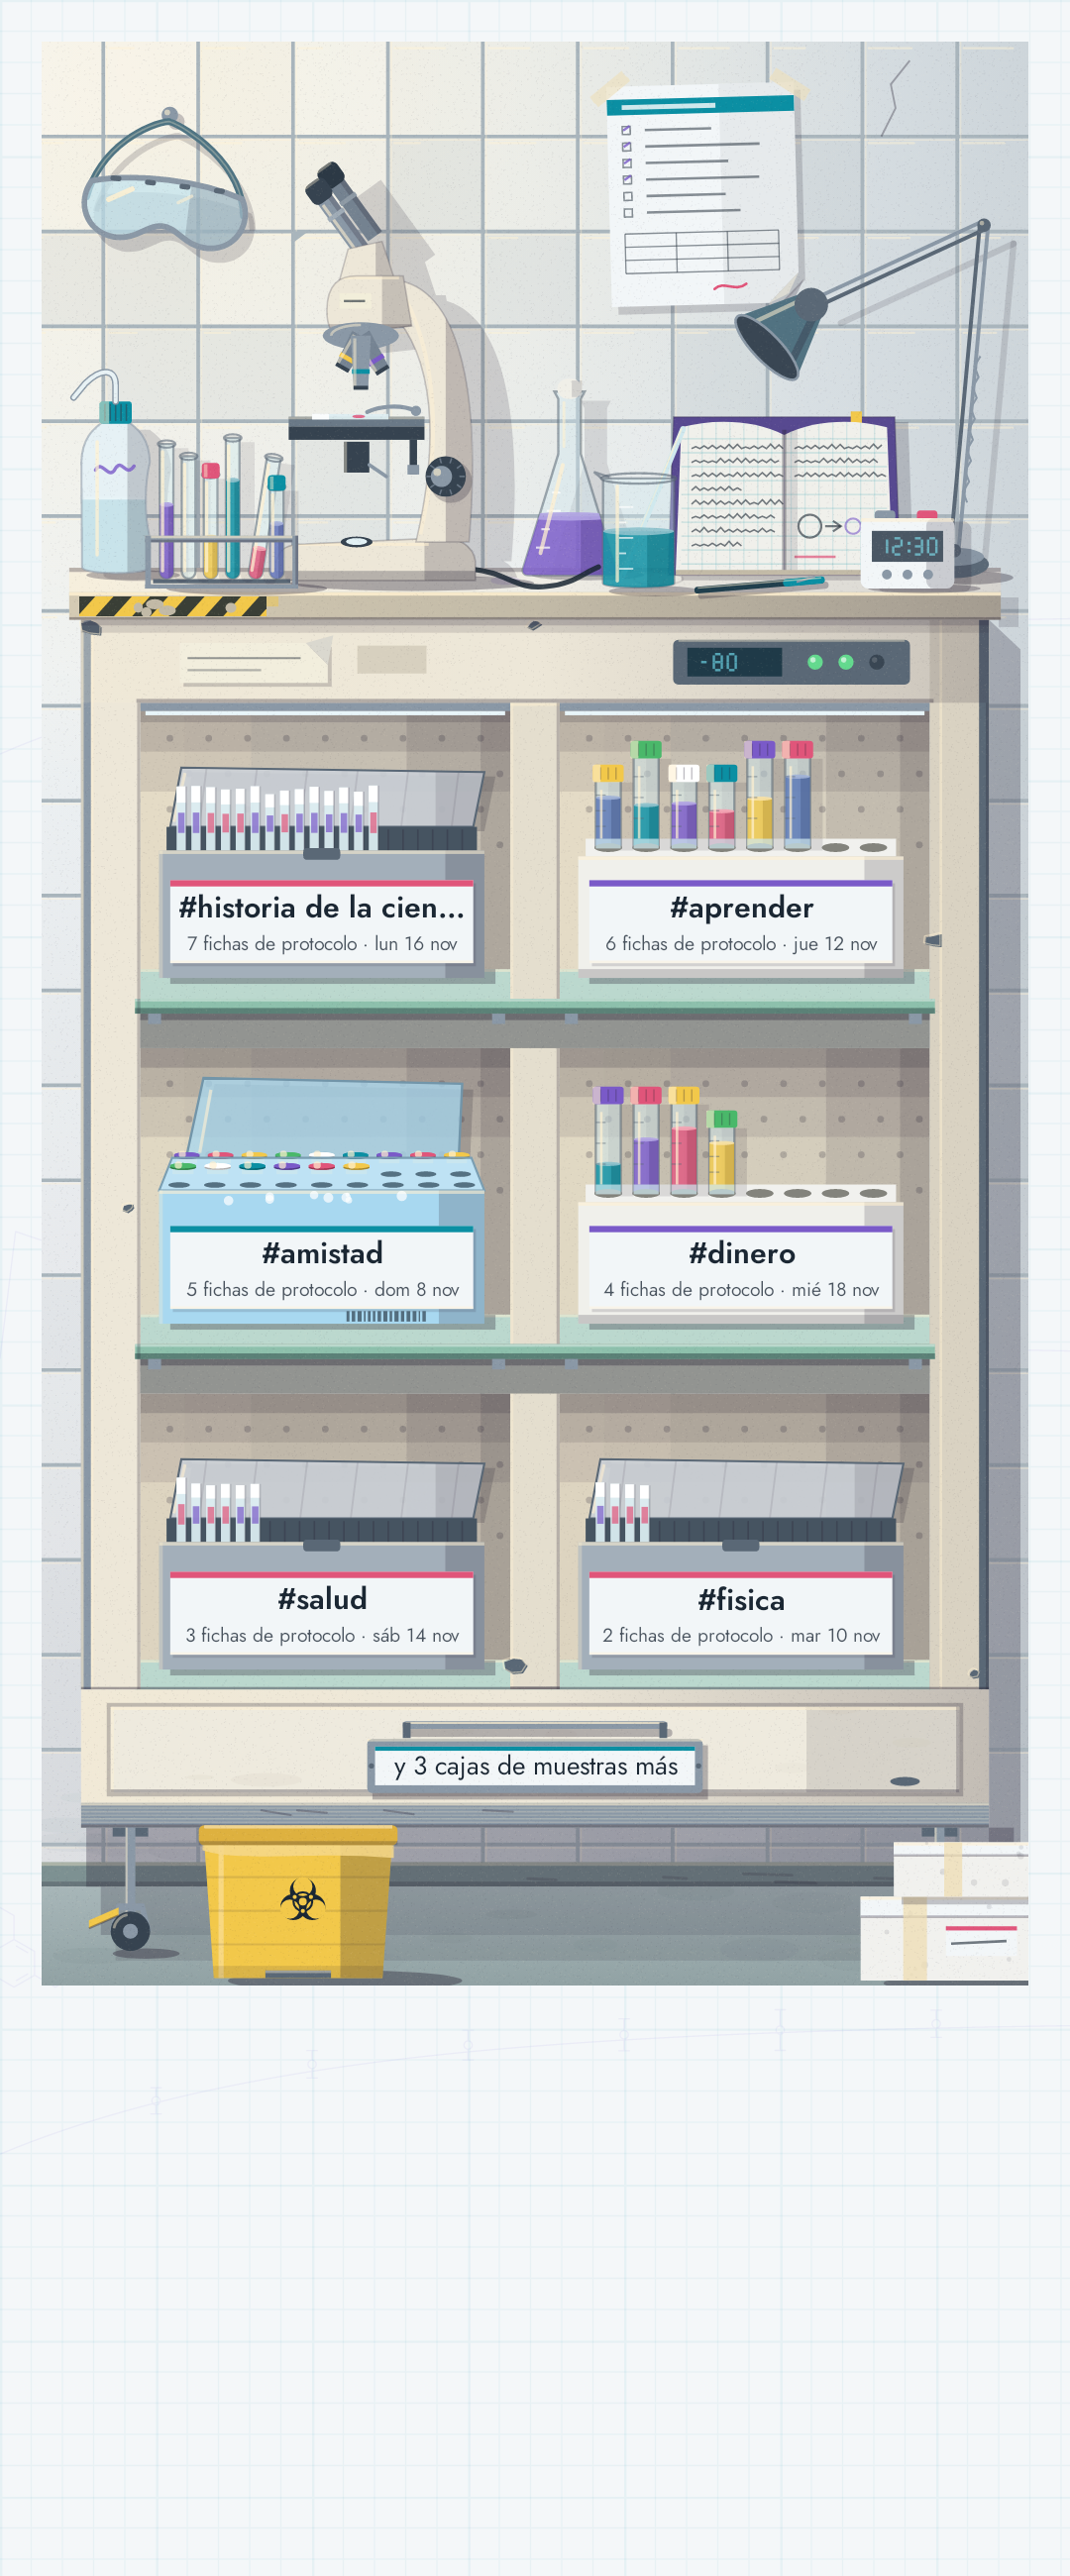 12:30
-80
#historia de la cien...
7 fichas de protocolo · lun 16 nov
#aprender
6 fichas de protocolo · jue 12 nov
#amistad
5 fichas de protocolo · dom 8 nov
#dinero
4 fichas de protocolo · mié 18 nov
#salud
3 fichas de protocolo · sáb 14 nov
#fisica
2 fichas de protocolo · mar 10 nov
y 3 cajas de muestras más